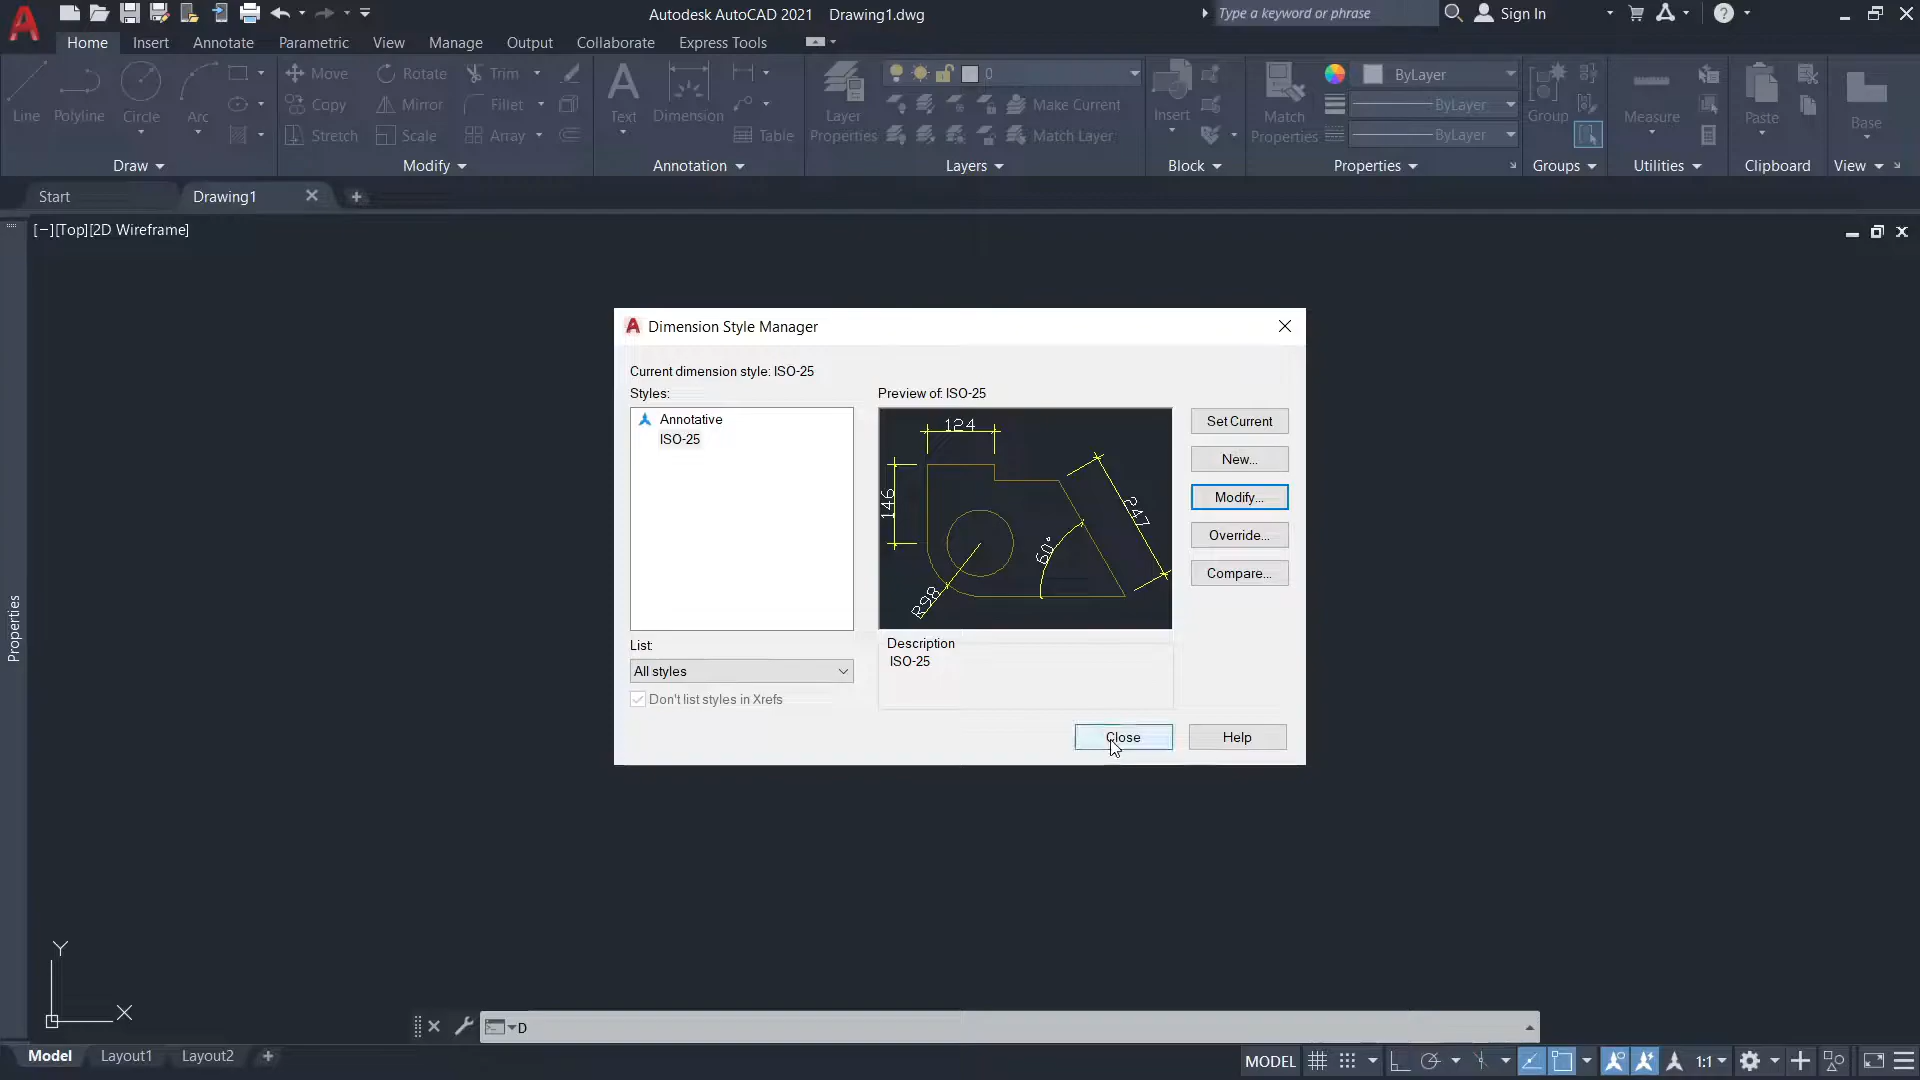 Autodesk AutoCAD 2021 Drawing1.dwg
Type a keyword or phrase
Sign In
Home Insert Annotate Parametric View Manage Output Collaborate Express Tools
Line
Polyline
Circle
Arc
Draw
Move
Rotate
Trim
Copy
Mirror
Fillet
Stretch
Scale
Array
Modify
Text
Dimension
Table
Annotation
Layer
Properties
0
Make Current
Match Layer
Layers
Insert
Block
Match
Properties
ByLayer
ByLayer
ByLayer
Properties
Group
Groups
Measure
Utilities
Paste
Clipboard
Base
View
Start
Drawing1
[−][Top][2D Wireframe]
Properties
Dimension Style Manager
Current dimension style: ISO-25
Styles:
Annotative
ISO-25
List:
All styles
Don't list styles in Xrefs
Preview of: ISO-25
124
146
247
60°
R98
Description
ISO-25
Set Current
New...
Modify...
Override...
Compare...
Close
Help
Y
X
D
Model
Layout1
Layout2
MODEL
1:1